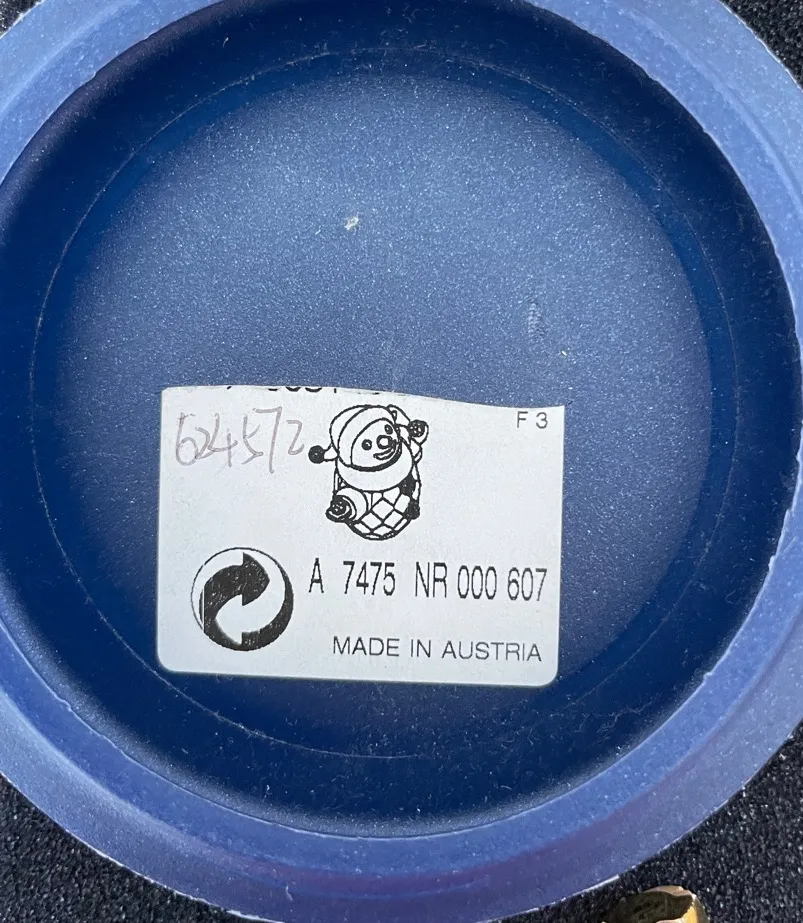 F 3
624572
A 7475 NR 000 607
MADE IN AUSTRIA